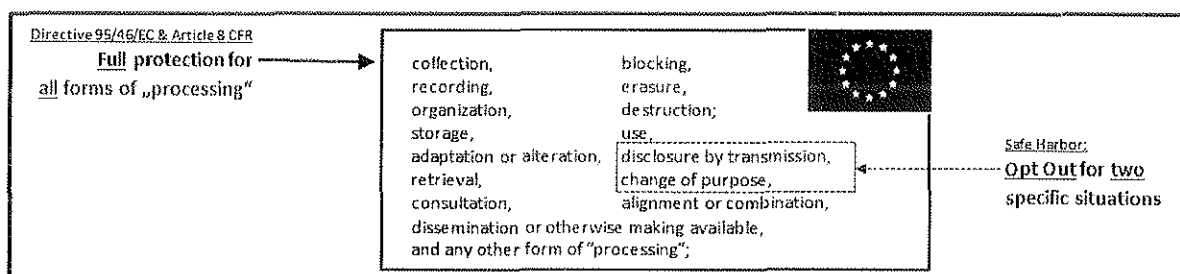 Directive 95/46/EC & Article 8 CFR
Full protection for
all forms of „processing“
collection,
recording,
organization,
storage,
adaptation or alteration,
retrieval,
consultation,
blocking,
erasure,
destruction;
use,
disclosure by transmission,
change of purpose,
alignment or combination,
dissemination or otherwise making available,
and any other form of "processing";
Safe Harbor:
Opt Out for two
specific situations